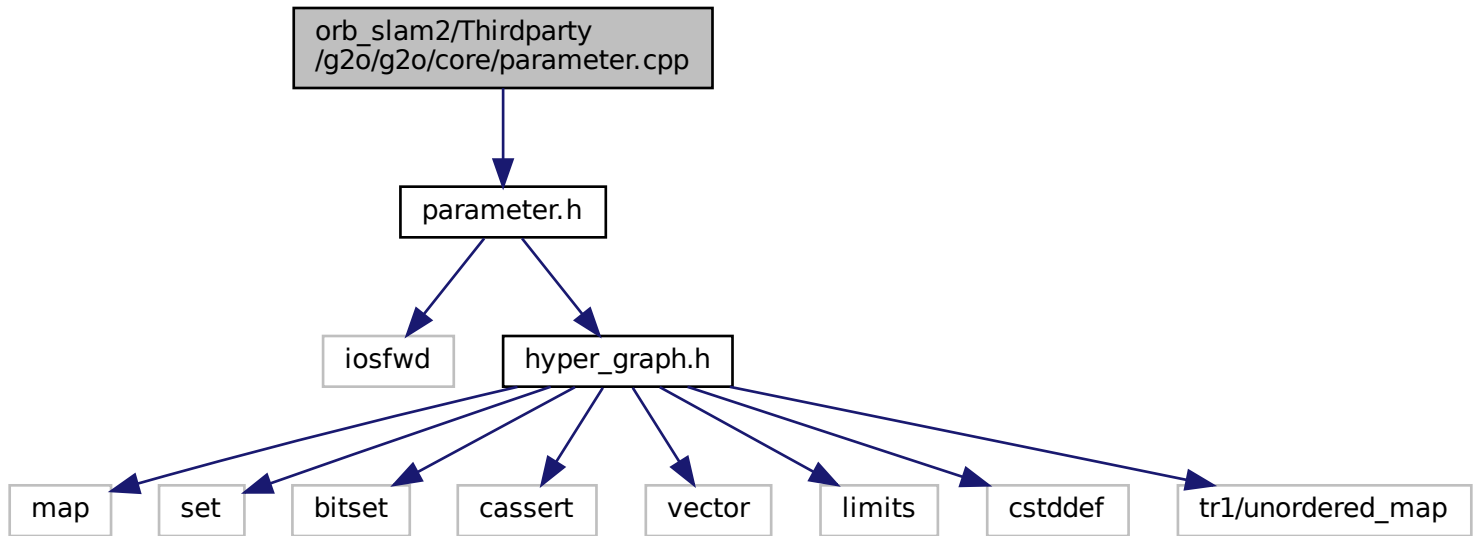 orb_slam2/Thirdparty
/g2o/g2o/core/parameter.cpp
parameter.h
iosfwd
hyper_graph.h
map
set
bitset
cassert
vector
limits
cstddef
tr1/unordered_map